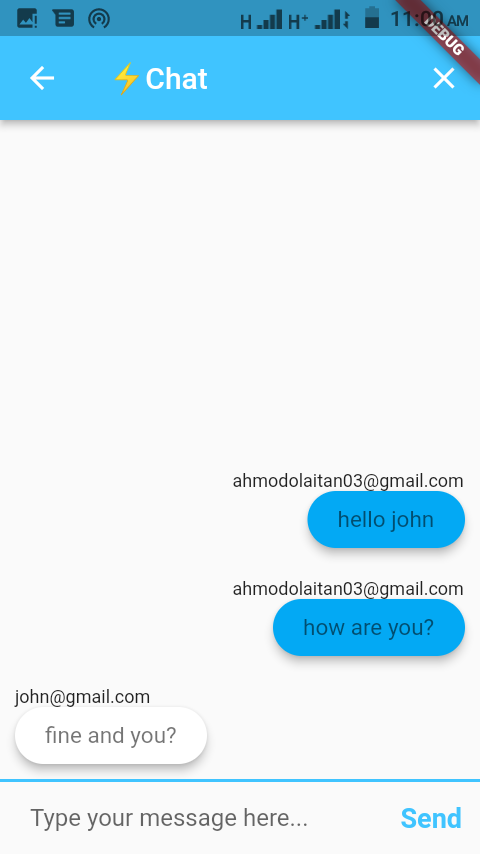 H H+ 11:00 AM
DEBUG
⚡Chat
ahmodolaitan03@gmail.com
hello john
ahmodolaitan03@gmail.com
how are you?
john@gmail.com
fine and you?
Type your message here...
Send